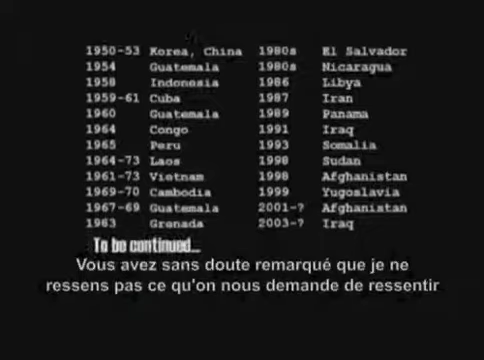 1950-53 Korea, China 1980s El Salvador
1954 Guatemala 1980s Nicaragua
1958 Indonesia 1986 Libya
1959-61 Cuba 1987 Iran
1960 Guatemala 1989 Panama
1964 Congo 1991 Iraq
1965 Peru 1993 Somalia
1964-73 Laos 1998 Sudan
1961-73 Vietnam 1998 Afghanistan
1969-70 Cambodia 1999 Yugoslavia
1967-69 Guatemala 2001-? Afghanistan
1983 Grenada 2003-? Iraq
To be continued...
Vous avez sans doute remarqué que je ne
ressens pas ce qu'on nous demande de ressentir